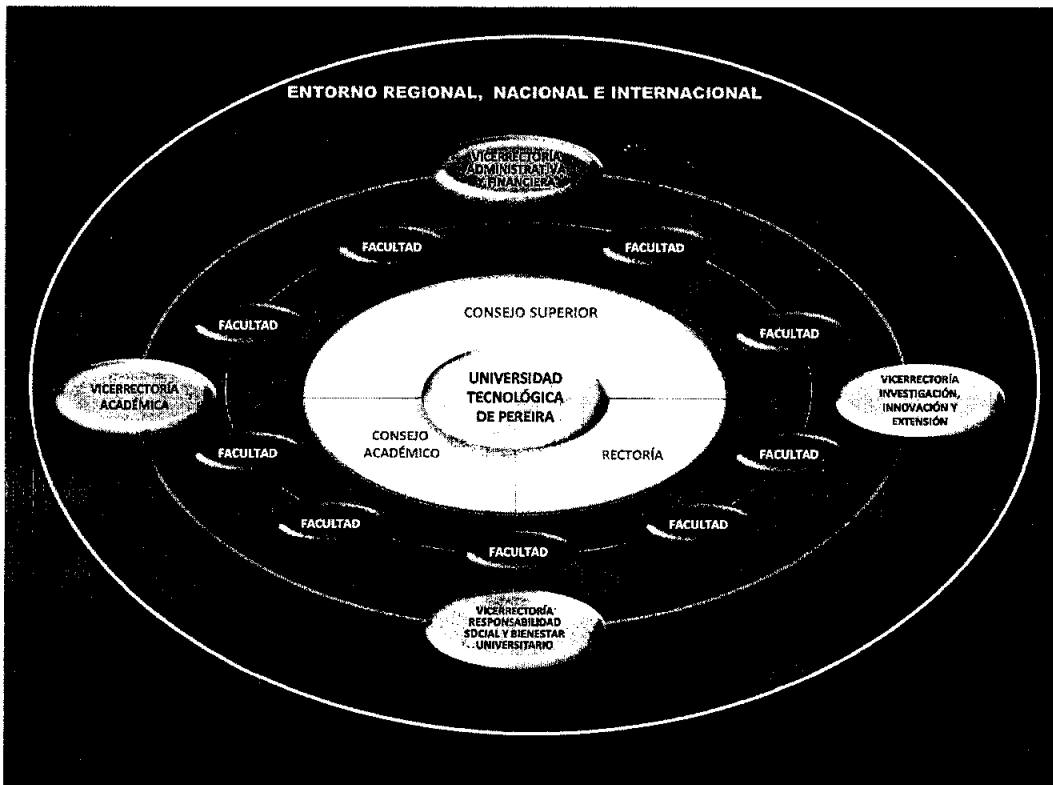 ENTORNO REGIONAL, NACIONAL E INTERNACIONAL
VICERRECTORÍA
ADMINISTRATIVA
Y FINANCIERA
FACULTAD
FACULTAD
FACULTAD
FACULTAD
CONSEJO SUPERIOR
VICERRECTORÍA
ACADÉMICA
UNIVERSIDAD
TECNOLÓGICA
DE PEREIRA
VICERRECTORÍA
INVESTIGACIÓN,
INNOVACIÓN Y
EXTENSIÓN
CONSEJO
ACADÉMICO
RECTORÍA
FACULTAD
FACULTAD
FACULTAD
FACULTAD
FACULTAD
VICERRECTORÍA
RESPONSABILIDAD
SOCIAL Y BIENESTAR
UNIVERSITARIO